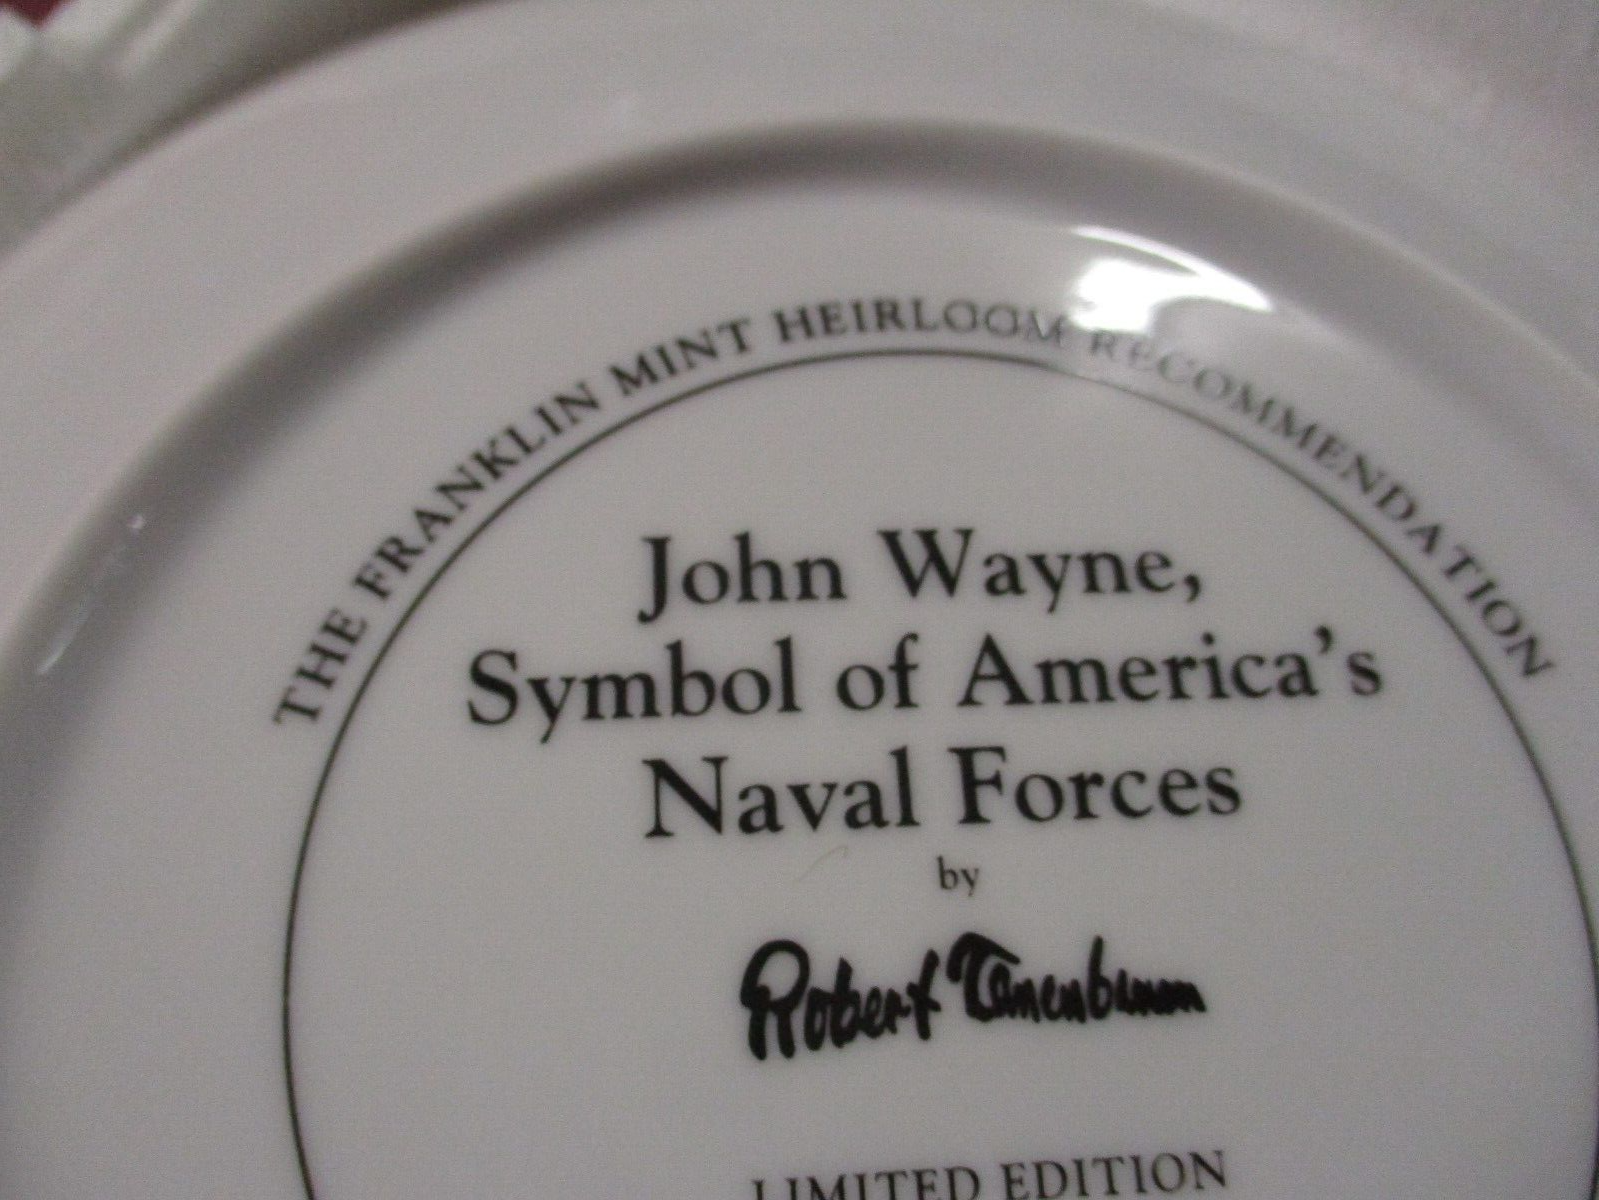 THE FRANKLIN MINT HEIRLOOM RECOMMENDATION
John Wayne,
Symbol of America's
Naval Forces
by
Robert Tanenbaum
LIMITED EDITION